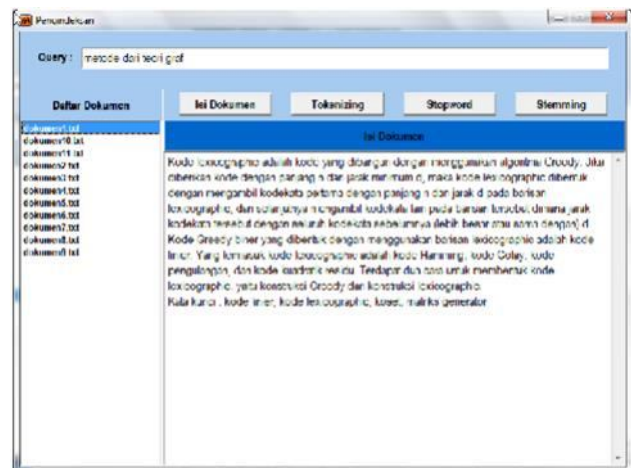 Pengindeksan
Query : metode dari teori graf
Daftar Dokumen
Isi Dokumen
Tokenizing
Stopword
Stemming
dokumen1.txt
dokumen10.txt
dokumen11.txt
dokumen2.txt
dokumen3.txt
dokumen4.txt
dokumen5.txt
dokumen6.txt
dokumen7.txt
dokumen8.txt
dokumen9.txt
Isi Dokumen
Kode lexicographic adalah kode yang dibangun dengan menggunakan algoritma Greedy. Jika
diberikan kode dengan panjang n dan jarak minimum d, maka kode lexicographic dibentuk
dengan mengambil kodekata pertama dengan panjang n dan jarak d pada barisan
lexicographic, dan selanjutnya mengambil kodekata lain pada barisan tersebut dimana jarak
kodekata tersebut dengan seluruh kodekata sebelumnya (lebih besar atau sama dengan) d.
Kode Greedy biner yang dibentuk dengan menggunakan barisan lexicographic adalah kode
linier. Yang termasuk kode lexicographic adalah kode Hamming, kode Golay, kode
pengulangan, dan kode kuadratik residu. Terdapat dua cara untuk membentuk kode
lexicographic, yaitu konstruksi Greedy dan konstruksi lexicographic.
Kata kunci : kode linier, kode lexicographic, koset, matriks generator